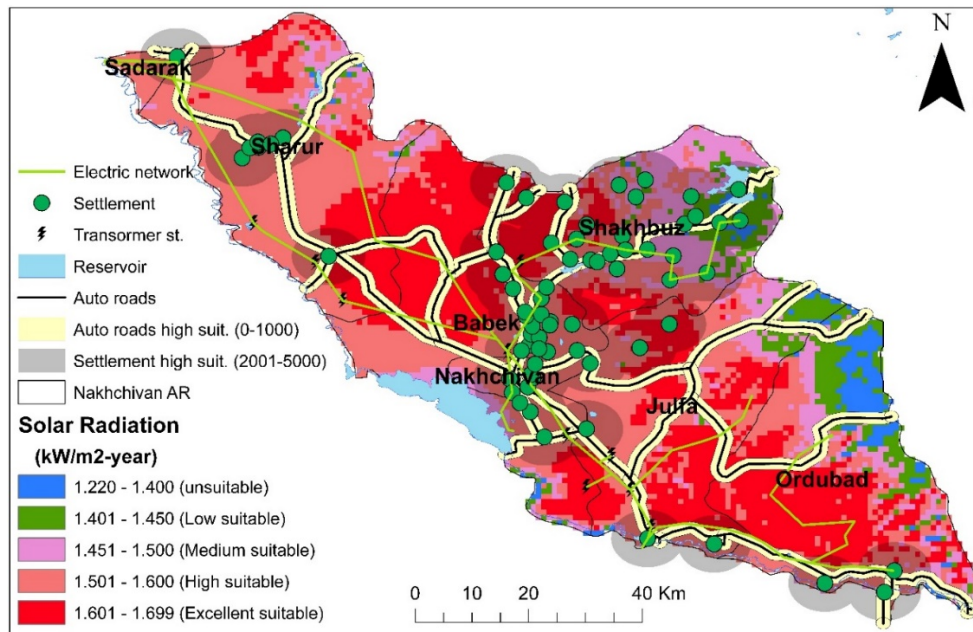 N
Sadarak
Sharur
Shakhbuz
Babek
Nakhchivan
Julfa
Ordubad
Electric network
Settlement
Transormer st.
Reservoir
Auto roads
Auto roads high suit. (0-1000)
Settlement high suit. (2001-5000)
Nakhchivan AR
Solar Radiation
(kW/m2-year)
1.220 - 1.400 (unsuitable)
1.401 - 1.450 (Low suitable)
1.451 - 1.500 (Medium suitable)
1.501 - 1.600 (High suitable)
1.601 - 1.699 (Excellent suitable)
0 10 20 40 Km